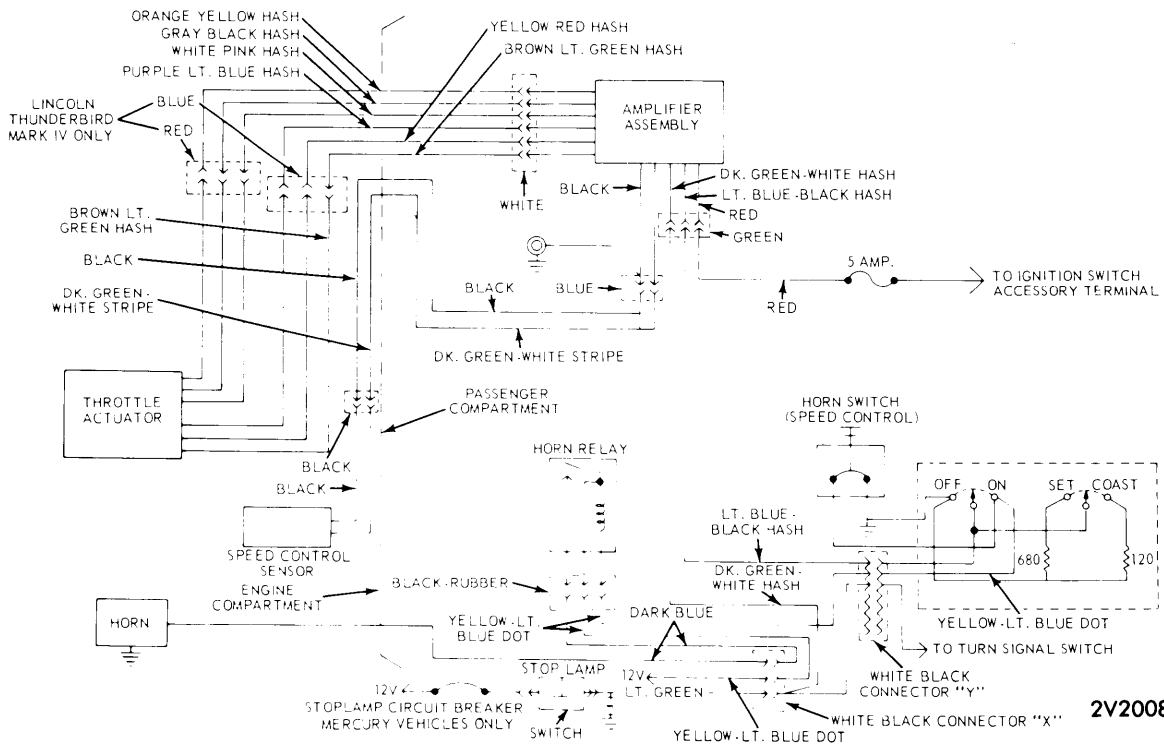 ORANGE YELLOW HASH
GRAY BLACK HASH
WHITE PINK HASH
PURPLE LT. BLUE HASH
YELLOW RED HASH
BROWN LT. GREEN HASH
LINCOLN
THUNDERBIRD
MARK IV ONLY
BLUE
RED
AMPLIFIER
ASSEMBLY
WHITE
BLACK
DK. GREEN-WHITE HASH
LT. BLUE-BLACK HASH
RED
GREEN
BROWN LT.
GREEN HASH
BLACK
DK. GREEN-
WHITE STRIPE
BLACK
BLUE
5 AMP.
RED
TO IGNITION SWITCH
ACCESSORY TERMINAL
DK. GREEN-WHITE STRIPE
THROTTLE
ACTUATOR
PASSENGER
COMPARTMENT
BLACK
BLACK
HORN RELAY
HORN SWITCH
(SPEED CONTROL)
OFF
ON
SET
COAST
680
120
LT. BLUE-
BLACK HASH
DK. GREEN-
WHITE HASH
SPEED CONTROL
SENSOR
ENGINE
COMPARTMENT
BLACK-RUBBER
HORN
YELLOW-LT.
BLUE DOT
DARK BLUE
YELLOW-LT. BLUE DOT
TO TURN SIGNAL SWITCH
WHITE BLACK
CONNECTOR "Y"
STOP LAMP
12V
LT. GREEN-
12V
STOPLAMP CIRCUIT BREAKER
MERCURY VEHICLES ONLY
SWITCH
WHITE BLACK CONNECTOR "X"
YELLOW-LT. BLUE DOT
2V2008